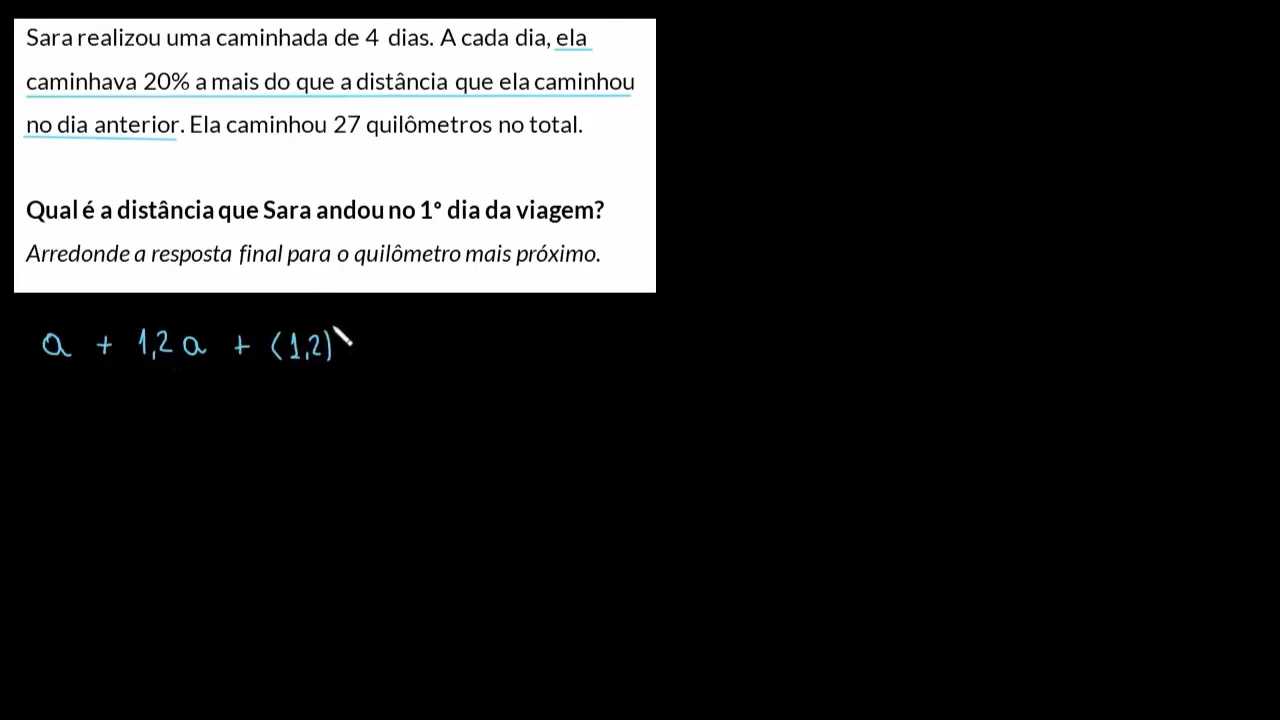 Sara realizou uma caminhada de 4 dias. A cada dia, ela
caminhava 20% a mais do que a distância que ela caminhou
no dia anterior. Ela caminhou 27 quilômetros no total.
Qual é a distância que Sara andou no 1º dia da viagem?
Arredonde a resposta final para o quilômetro mais próximo.
a + 1,2 a + (1,2)